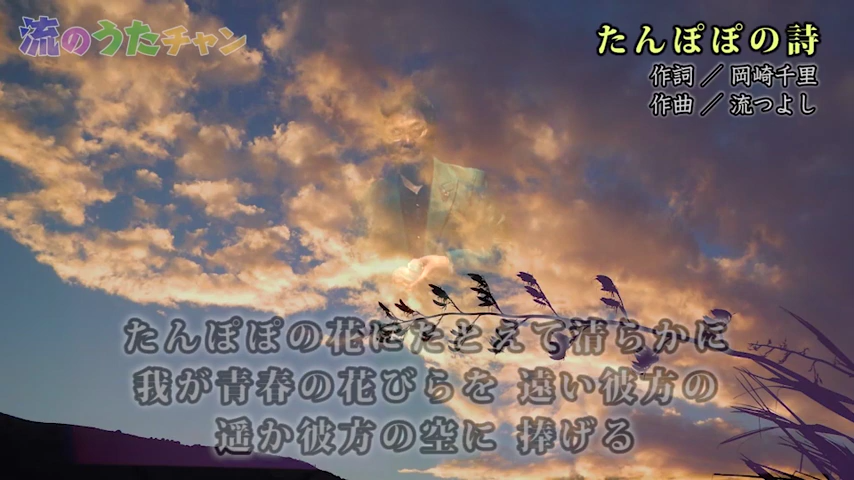 流のうたチャン
たんぽぽの詩
作詞／岡崎千里
作曲／流つよし
たんぽぽの花にたとえて清らかに
我が青春の花びらを 遠い彼方の
遥か彼方の空に 捧げる